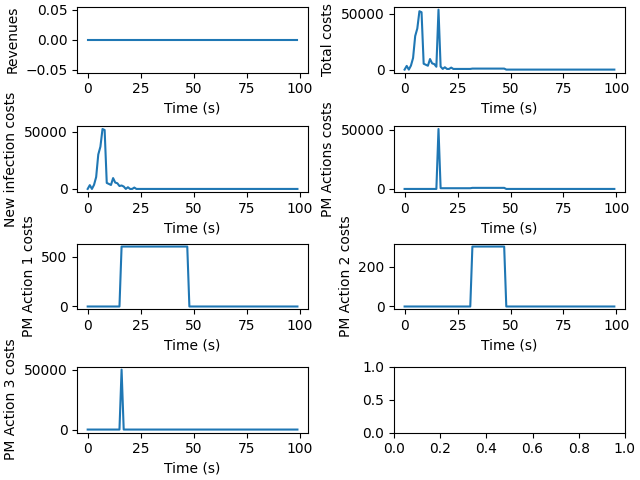 Revenues
0.05
0.00
−0.05
0 25 50 75 100
Time (s)
Total costs
50000
0
0 25 50 75 100
Time (s)
New infection costs
50000
0
0 25 50 75 100
Time (s)
PM Actions costs
50000
0
0 25 50 75 100
Time (s)
PM Action 1 costs
500
0
0 25 50 75 100
Time (s)
PM Action 2 costs
200
0
0 25 50 75 100
Time (s)
PM Action 3 costs
50000
0
0 25 50 75 100
Time (s)
1.0
0.5
0.0
0.0 0.2 0.4 0.6 0.8 1.0